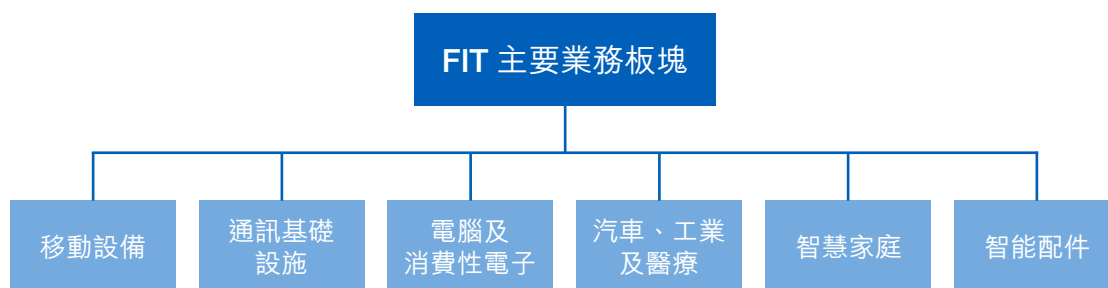 FIT 主要業務板塊
移動設備
通訊基礎
設施
電腦及
消費性電子
汽車、工業
及醫療
智慧家庭
智能配件